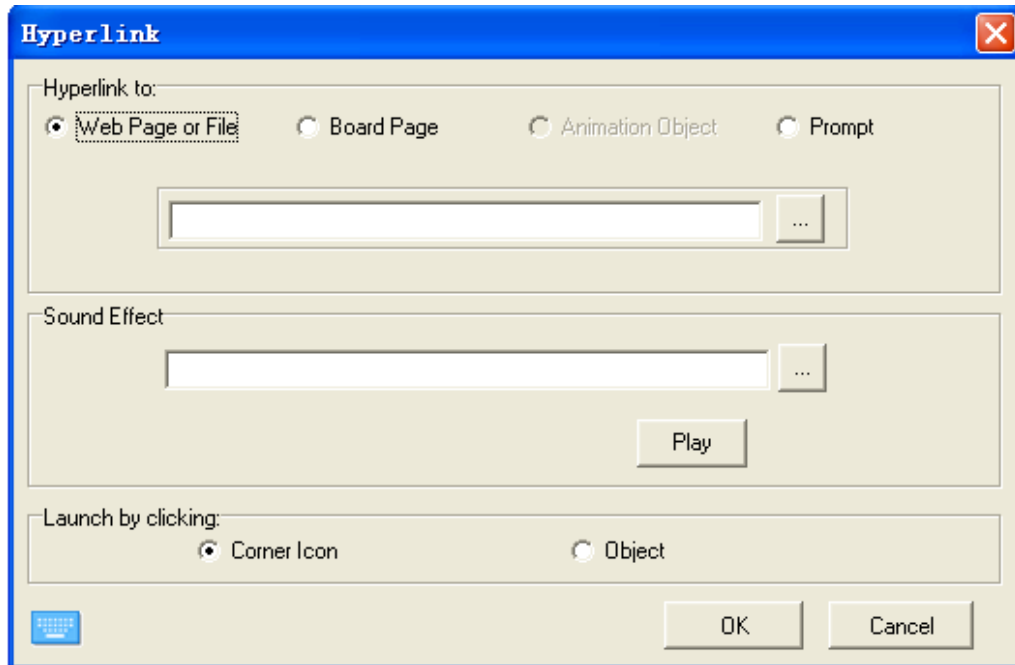 Hyperlink
Hyperlink to:
Web Page or File Board Page Animation Object Prompt
...
Sound Effect
...
Play
Launch by clicking:
Corner Icon Object
OK Cancel